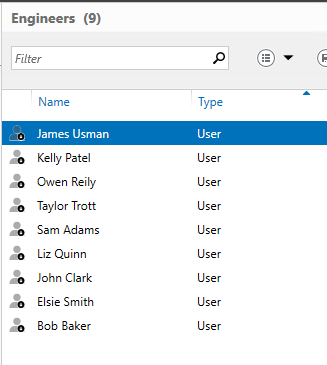 Engineers (9)
Filter
Name Type
James Usman User
Kelly Patel User
Owen Reily User
Taylor Trott User
Sam Adams User
Liz Quinn User
John Clark User
Elsie Smith User
Bob Baker User